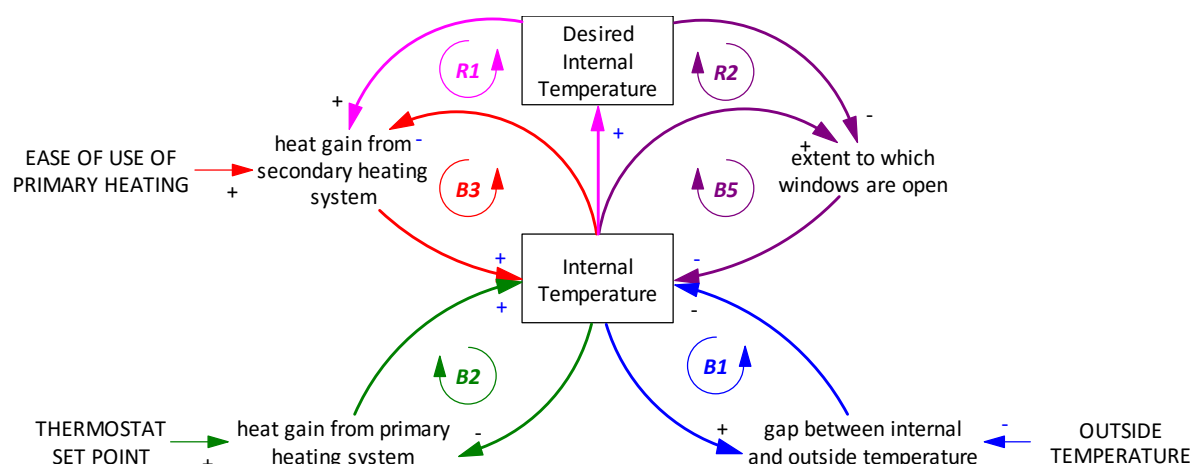 Desired
Internal
Temperature
R1
R2
+
-
+
-
+
heat gain from
secondary heating
system
extent to which
windows are open
EASE OF USE OF
PRIMARY HEATING
+
B3
B5
+
-
Internal
Temperature
+
-
B2
B1
THERMOSTAT
SET POINT
+
heat gain from primary
heating system
-
+
gap between internal
and outside temperature
-
OUTSIDE
TEMPERATURE